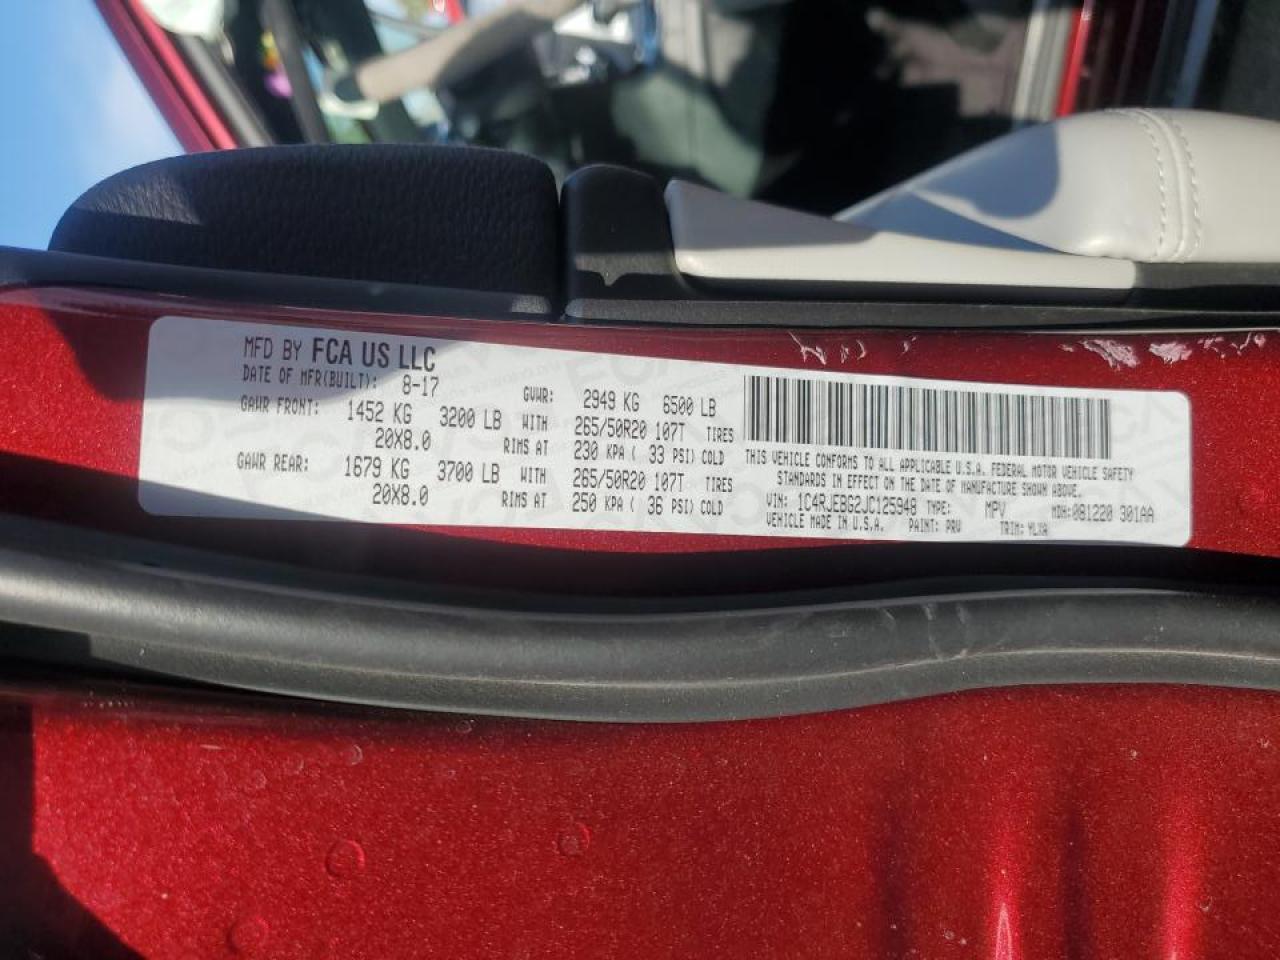 MFD BY FCA US LLC
DATE OF MFR(BUILT): 8-17 GVWR: 2949 KG 6500 LB
GAWR FRONT: 1452 KG 3200 LB WITH 265/50R20 107T TIRES
20X8.0 RIMS AT 230 KPA ( 33 PSI) COLD
GAWR REAR: 1679 KG 3700 LB WITH 265/50R20 107T TIRES
20X8.0 RIMS AT 250 KPA ( 36 PSI) COLD
THIS VEHICLE CONFORMS TO ALL APPLICABLE U.S.A. FEDERAL MOTOR VEHICLE SAFETY
STANDARDS IN EFFECT ON THE DATE OF MANUFACTURE SHOWN ABOVE.
VIN: 1C4RJEBG2JC125948 TYPE: MPV MDH:081220 301AA
VEHICLE MADE IN U.S.A. PAINT: PRV TRIM: